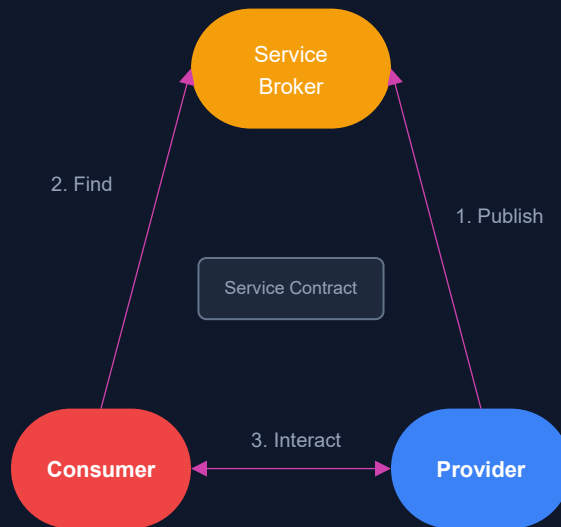 Service
Broker
2. Find
1. Publish
Service Contract
3. Interact
Consumer
Provider